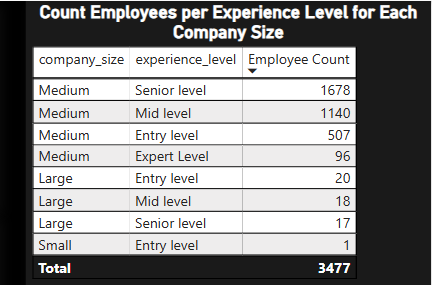 Count Employees per Experience Level for Each
Company Size
company_size experience_level Employee Count
Medium Senior level 1678
Medium Mid level 1140
Medium Entry level 507
Medium Expert Level 96
Large Entry level 20
Large Mid level 18
Large Senior level 17
Small Entry level 1
Total 3477